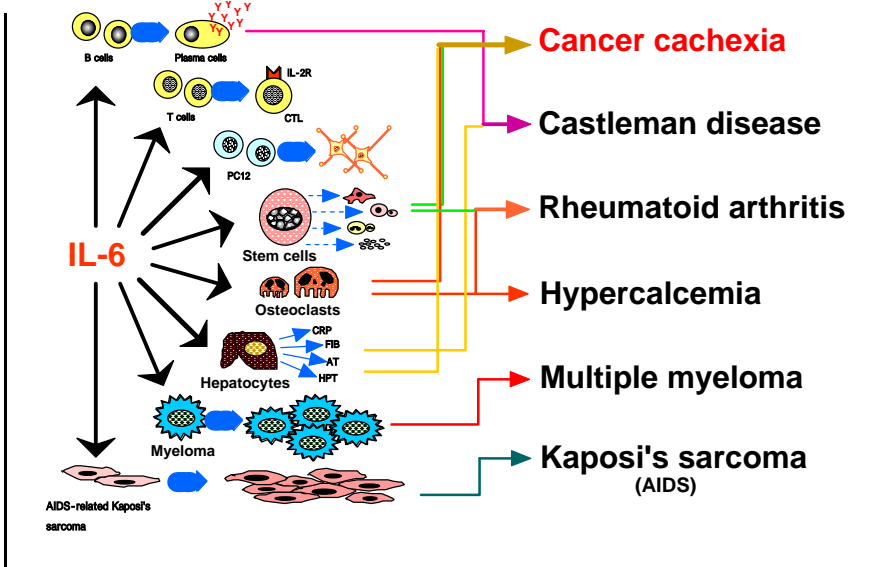 Y Y Y Y Y Y Y Y Y
B cells
Plasma cells
Cancer cachexia
IL-2R
T cells
CTL
Castleman disease
PC12
Rheumatoid arthritis
IL-6
Stem cells
Osteoclasts
Hypercalcemia
CRP
FIB
AT
HPT
Hepatocytes
Multiple myeloma
Myeloma
Kaposi's sarcoma
(AIDS)
AIDS-related Kaposi's
sarcoma